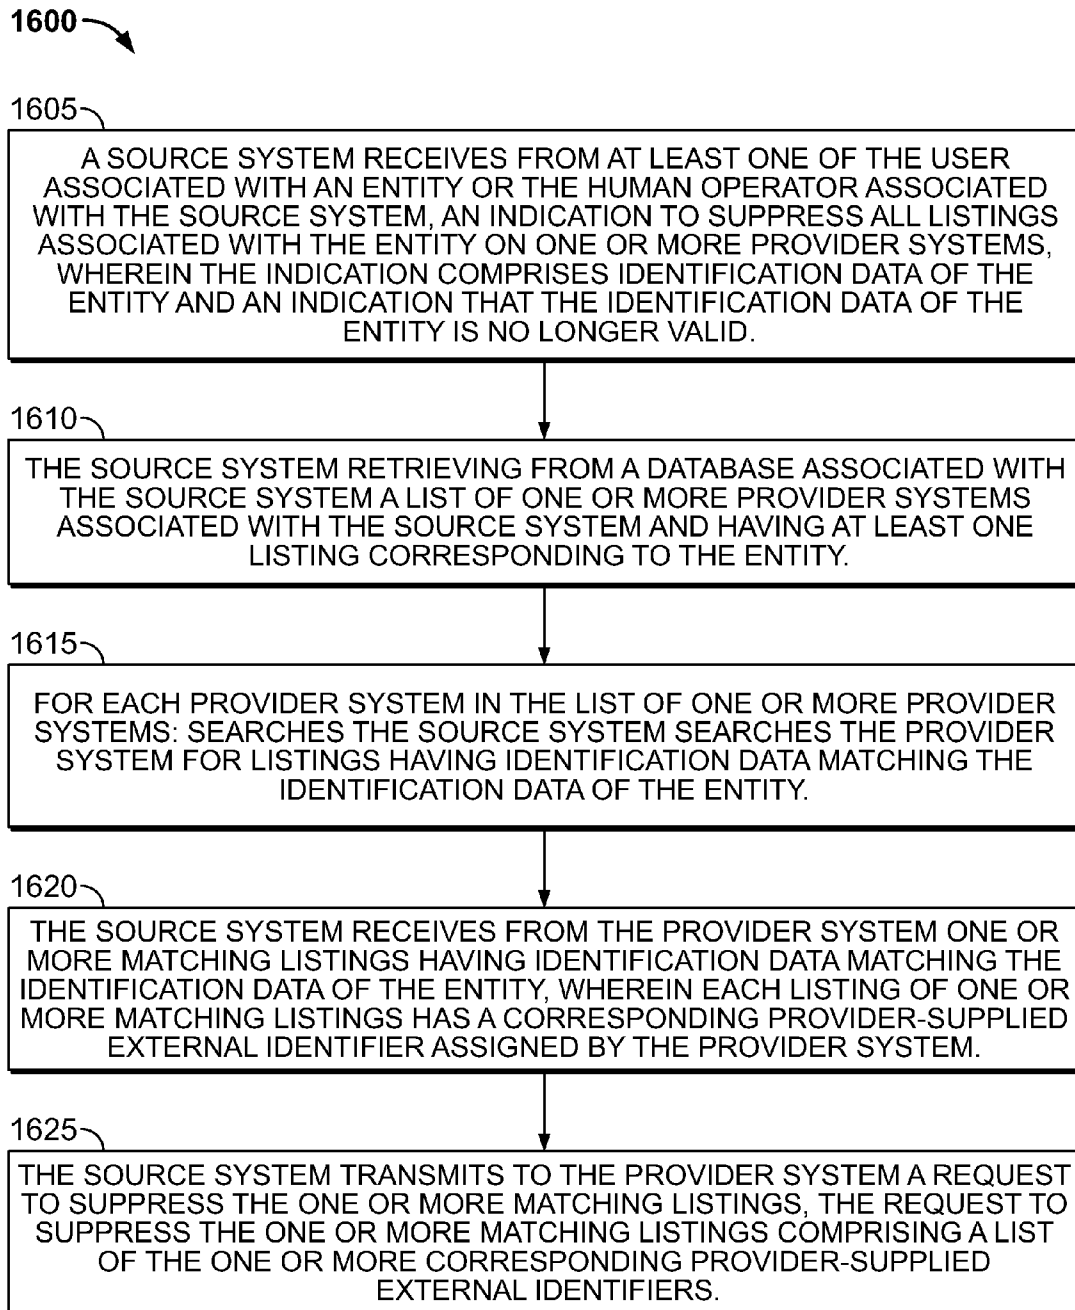 1600
1605
A SOURCE SYSTEM RECEIVES FROM AT LEAST ONE OF THE USER
ASSOCIATED WITH AN ENTITY OR THE HUMAN OPERATOR ASSOCIATED
WITH THE SOURCE SYSTEM, AN INDICATION TO SUPPRESS ALL LISTINGS
ASSOCIATED WITH THE ENTITY ON ONE OR MORE PROVIDER SYSTEMS,
WHEREIN THE INDICATION COMPRISES IDENTIFICATION DATA OF THE
ENTITY AND AN INDICATION THAT THE IDENTIFICATION DATA OF THE
ENTITY IS NO LONGER VALID.
1610
THE SOURCE SYSTEM RETRIEVING FROM A DATABASE ASSOCIATED WITH
THE SOURCE SYSTEM A LIST OF ONE OR MORE PROVIDER SYSTEMS
ASSOCIATED WITH THE SOURCE SYSTEM AND HAVING AT LEAST ONE
LISTING CORRESPONDING TO THE ENTITY.
1615
FOR EACH PROVIDER SYSTEM IN THE LIST OF ONE OR MORE PROVIDER
SYSTEMS: SEARCHES THE SOURCE SYSTEM SEARCHES THE PROVIDER
SYSTEM FOR LISTINGS HAVING IDENTIFICATION DATA MATCHING THE
IDENTIFICATION DATA OF THE ENTITY.
1620
THE SOURCE SYSTEM RECEIVES FROM THE PROVIDER SYSTEM ONE OR
MORE MATCHING LISTINGS HAVING IDENTIFICATION DATA MATCHING THE
IDENTIFICATION DATA OF THE ENTITY, WHEREIN EACH LISTING OF ONE OR
MORE MATCHING LISTINGS HAS A CORRESPONDING PROVIDER-SUPPLIED
EXTERNAL IDENTIFIER ASSIGNED BY THE PROVIDER SYSTEM.
1625
THE SOURCE SYSTEM TRANSMITS TO THE PROVIDER SYSTEM A REQUEST
TO SUPPRESS THE ONE OR MORE MATCHING LISTINGS, THE REQUEST TO
SUPPRESS THE ONE OR MORE MATCHING LISTINGS COMPRISING A LIST
OF THE ONE OR MORE CORRESPONDING PROVIDER-SUPPLIED
EXTERNAL IDENTIFIERS.